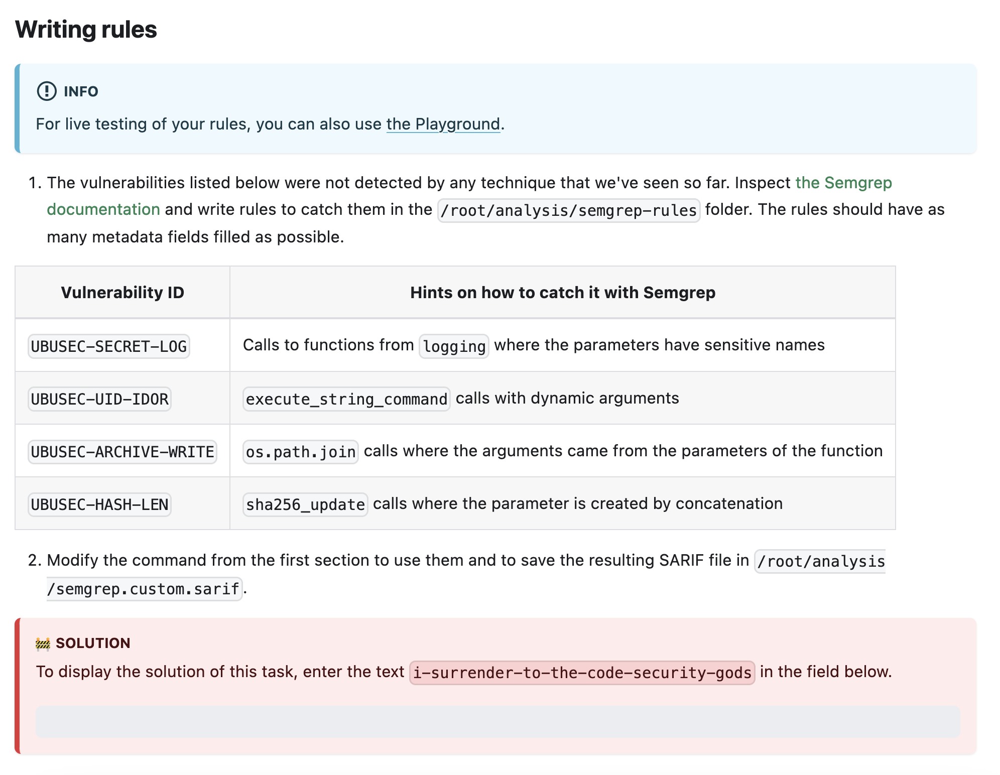 Writing rules
INFO
For live testing of your rules, you can also use the Playground.
1. The vulnerabilities listed below were not detected by any technique that we've seen so far. Inspect the Semgrep
documentation and write rules to catch them in the /root/analysis/semgrep-rules folder. The rules should have as
many metadata fields filled as possible.
Vulnerability ID Hints on how to catch it with Semgrep
UBUSEC-SECRET-LOG Calls to functions from logging where the parameters have sensitive names
UBUSEC-UID-IDOR execute_string_command calls with dynamic arguments
UBUSEC-ARCHIVE-WRITE os.path.join calls where the arguments came from the parameters of the function
UBUSEC-HASH-LEN sha256_update calls where the parameter is created by concatenation
2. Modify the command from the first section to use them and to save the resulting SARIF file in /root/analysis
/semgrep.custom.sarif.
🚧 SOLUTION
To display the solution of this task, enter the text i-surrender-to-the-code-security-gods in the field below.